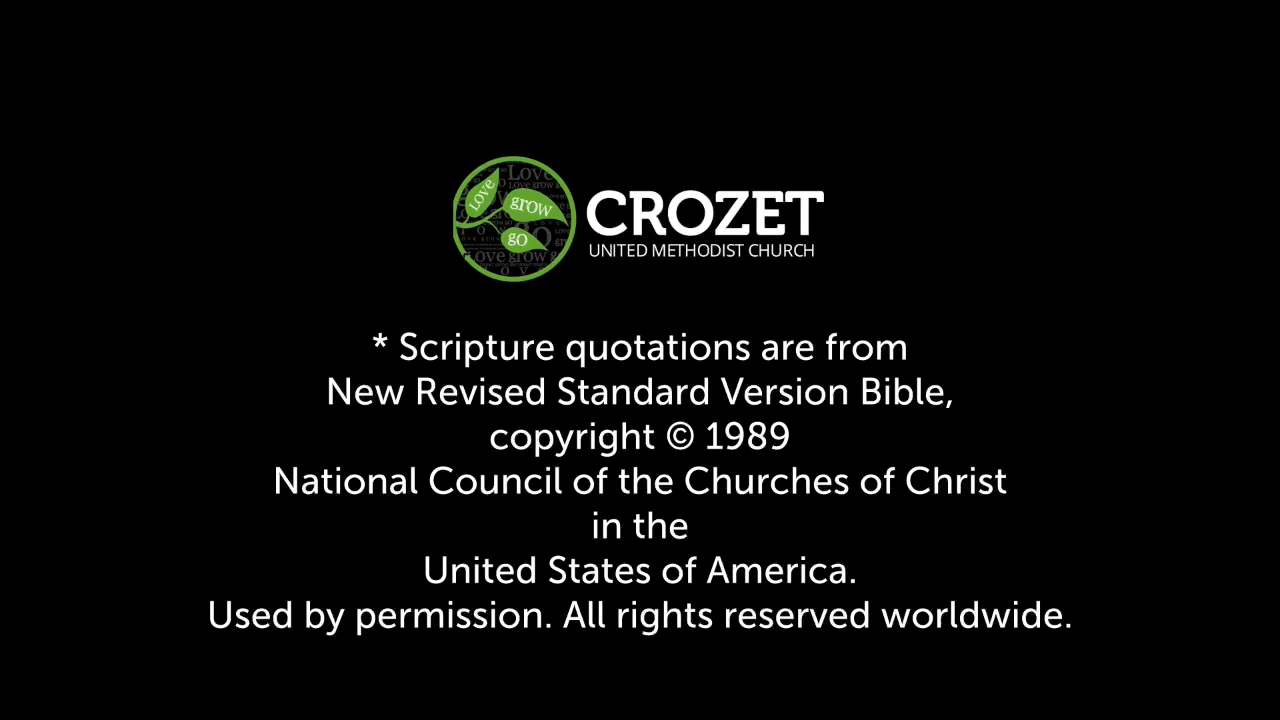 Love
grow
go
CROZET
UNITED METHODIST CHURCH
* Scripture quotations are from
New Revised Standard Version Bible,
copyright © 1989
National Council of the Churches of Christ
in the
United States of America.
Used by permission. All rights reserved worldwide.